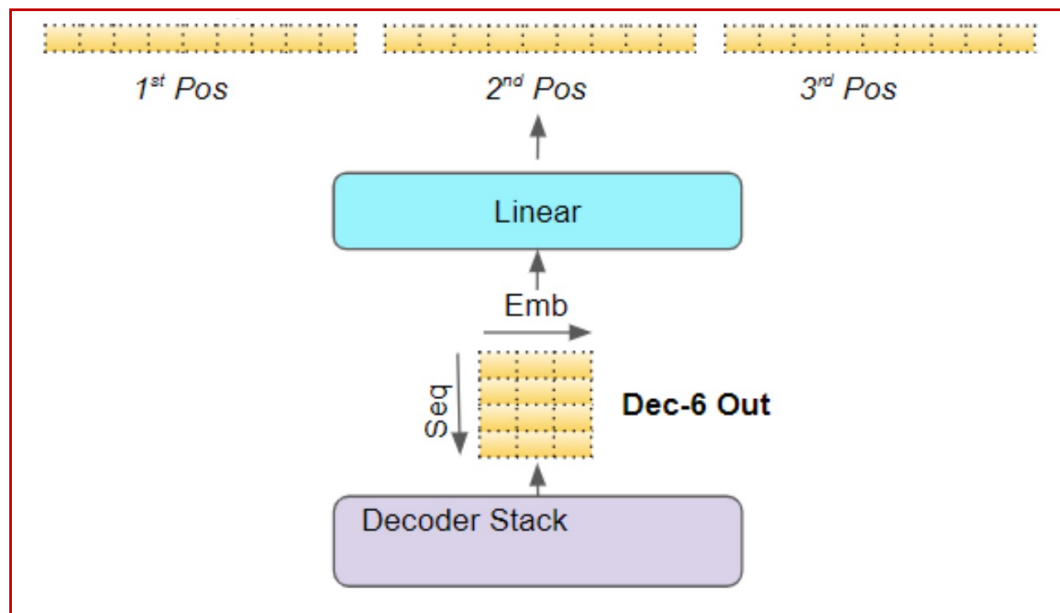 1st Pos
2nd Pos
3rd Pos
Linear
Emb
Seq
Dec-6 Out
Decoder Stack